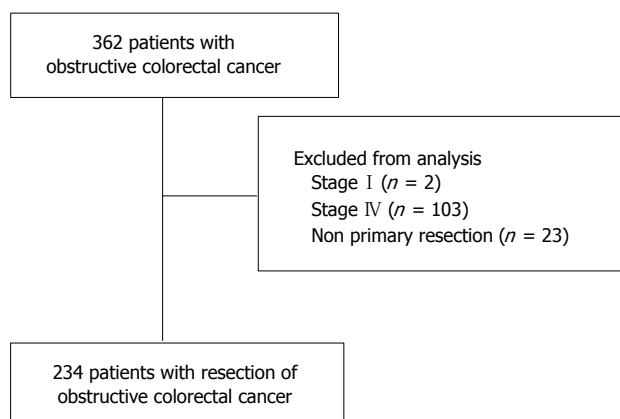 362 patients with
obstructive colorectal cancer
Excluded from analysis
Stage Ⅰ (n = 2)
Stage Ⅳ (n = 103)
Non primary resection (n = 23)
234 patients with resection of
obstructive colorectal cancer